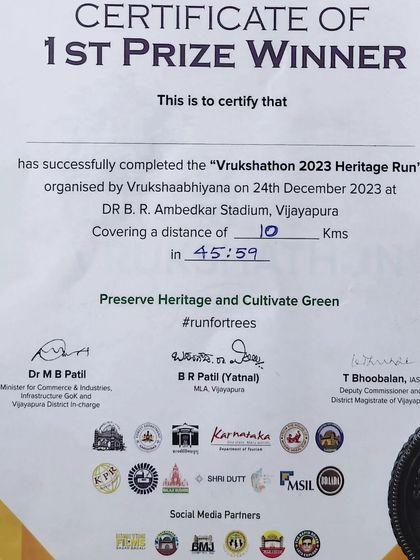 CERTIFICATE OF
1ST PRIZE WINNER
This is to certify that
has successfully completed the “Vrukshathon 2023 Heritage Run”
organised by Vrukshaabhiyana on 24th December 2023 at
DR B. R. Ambedkar Stadium, Vijayapura
Covering a distance of 10 Kms
in 45:59
Preserve Heritage and Cultivate Green
#runfortrees
Dr M B Patil
Minister for Commerce & Industries,
Infrastructure GoK and
Vijayapura District In-charge
B R Patil (Yatnal)
MLA, Vijayapura
T Bhoobalan, IAS
Deputy Commissioner and
District Magistrate of Vijayap
Karnataka
Department of Tourism
KPR
SHRI DUTT
MSIL
Social Media Partners
FILMS
BMJ